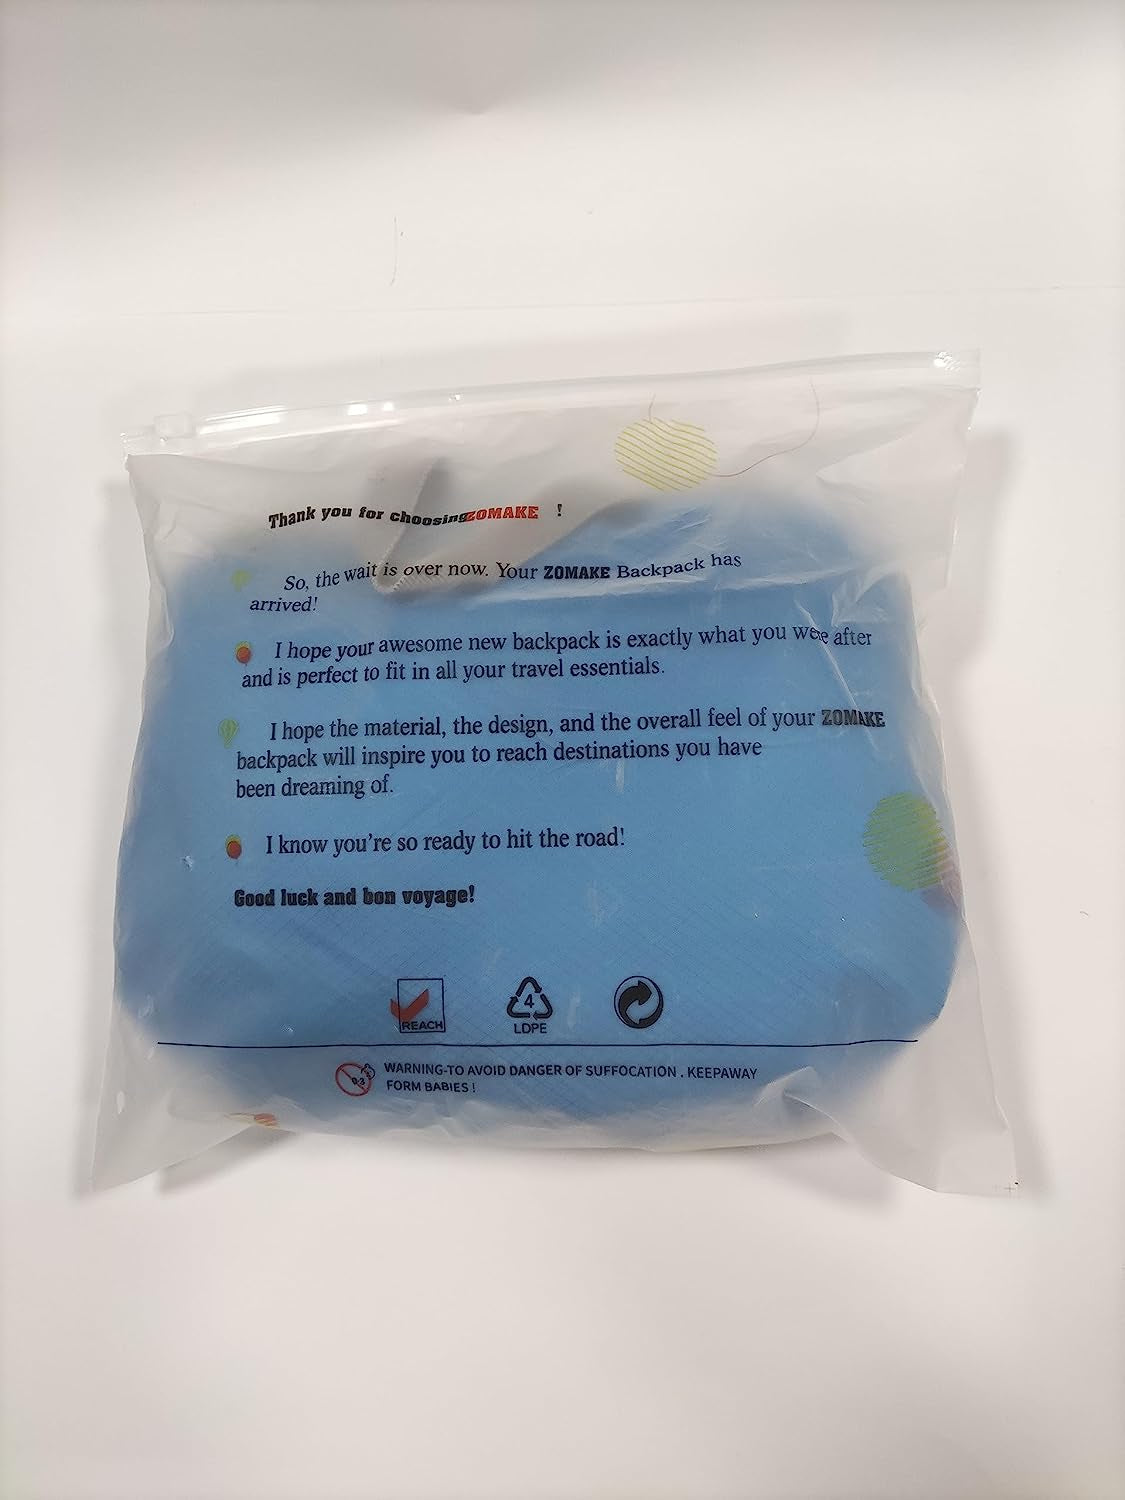 Thank you for choosing ZOMAKE !
So, the wait is over now. Your ZOMAKE Backpack has
arrived!
I hope your awesome new backpack is exactly what you were after
and is perfect to fit in all your travel essentials.
I hope the material, the design, and the overall feel of your ZOMAKE
backpack will inspire you to reach destinations you have
been dreaming of.
I know you're so ready to hit the road!
Good luck and bon voyage!
REACH
4
LDPE
0-3
WARNING-TO AVOID DANGER OF SUFFOCATION . KEEPAWAY
FORM BABIES !